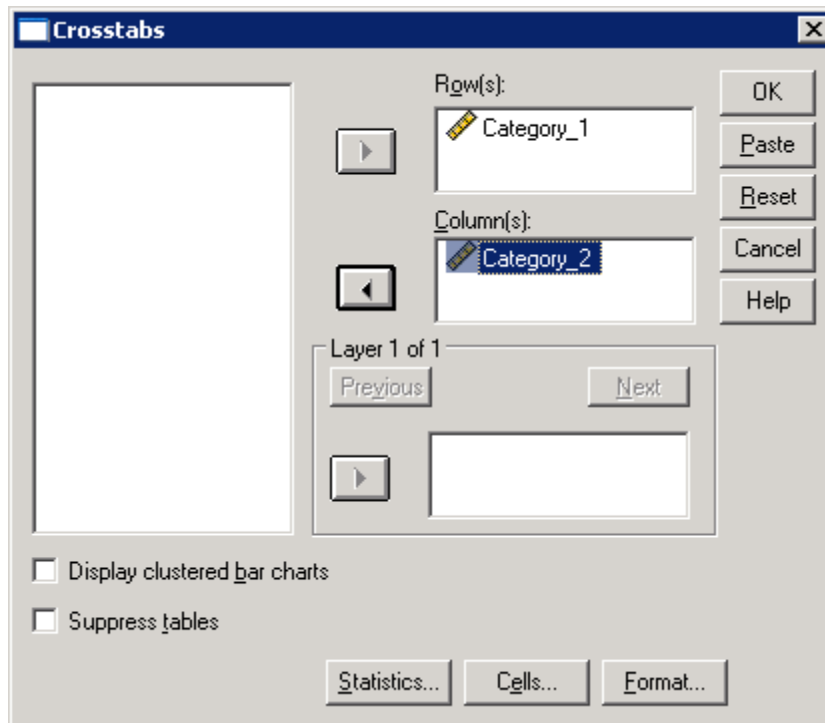 Crosstabs
Row(s):
Category_1
Column(s):
Category_2
Layer 1 of 1
Previous
Next
OK
Paste
Reset
Cancel
Help
Display clustered bar charts
Suppress tables
Statistics...
Cells...
Format...